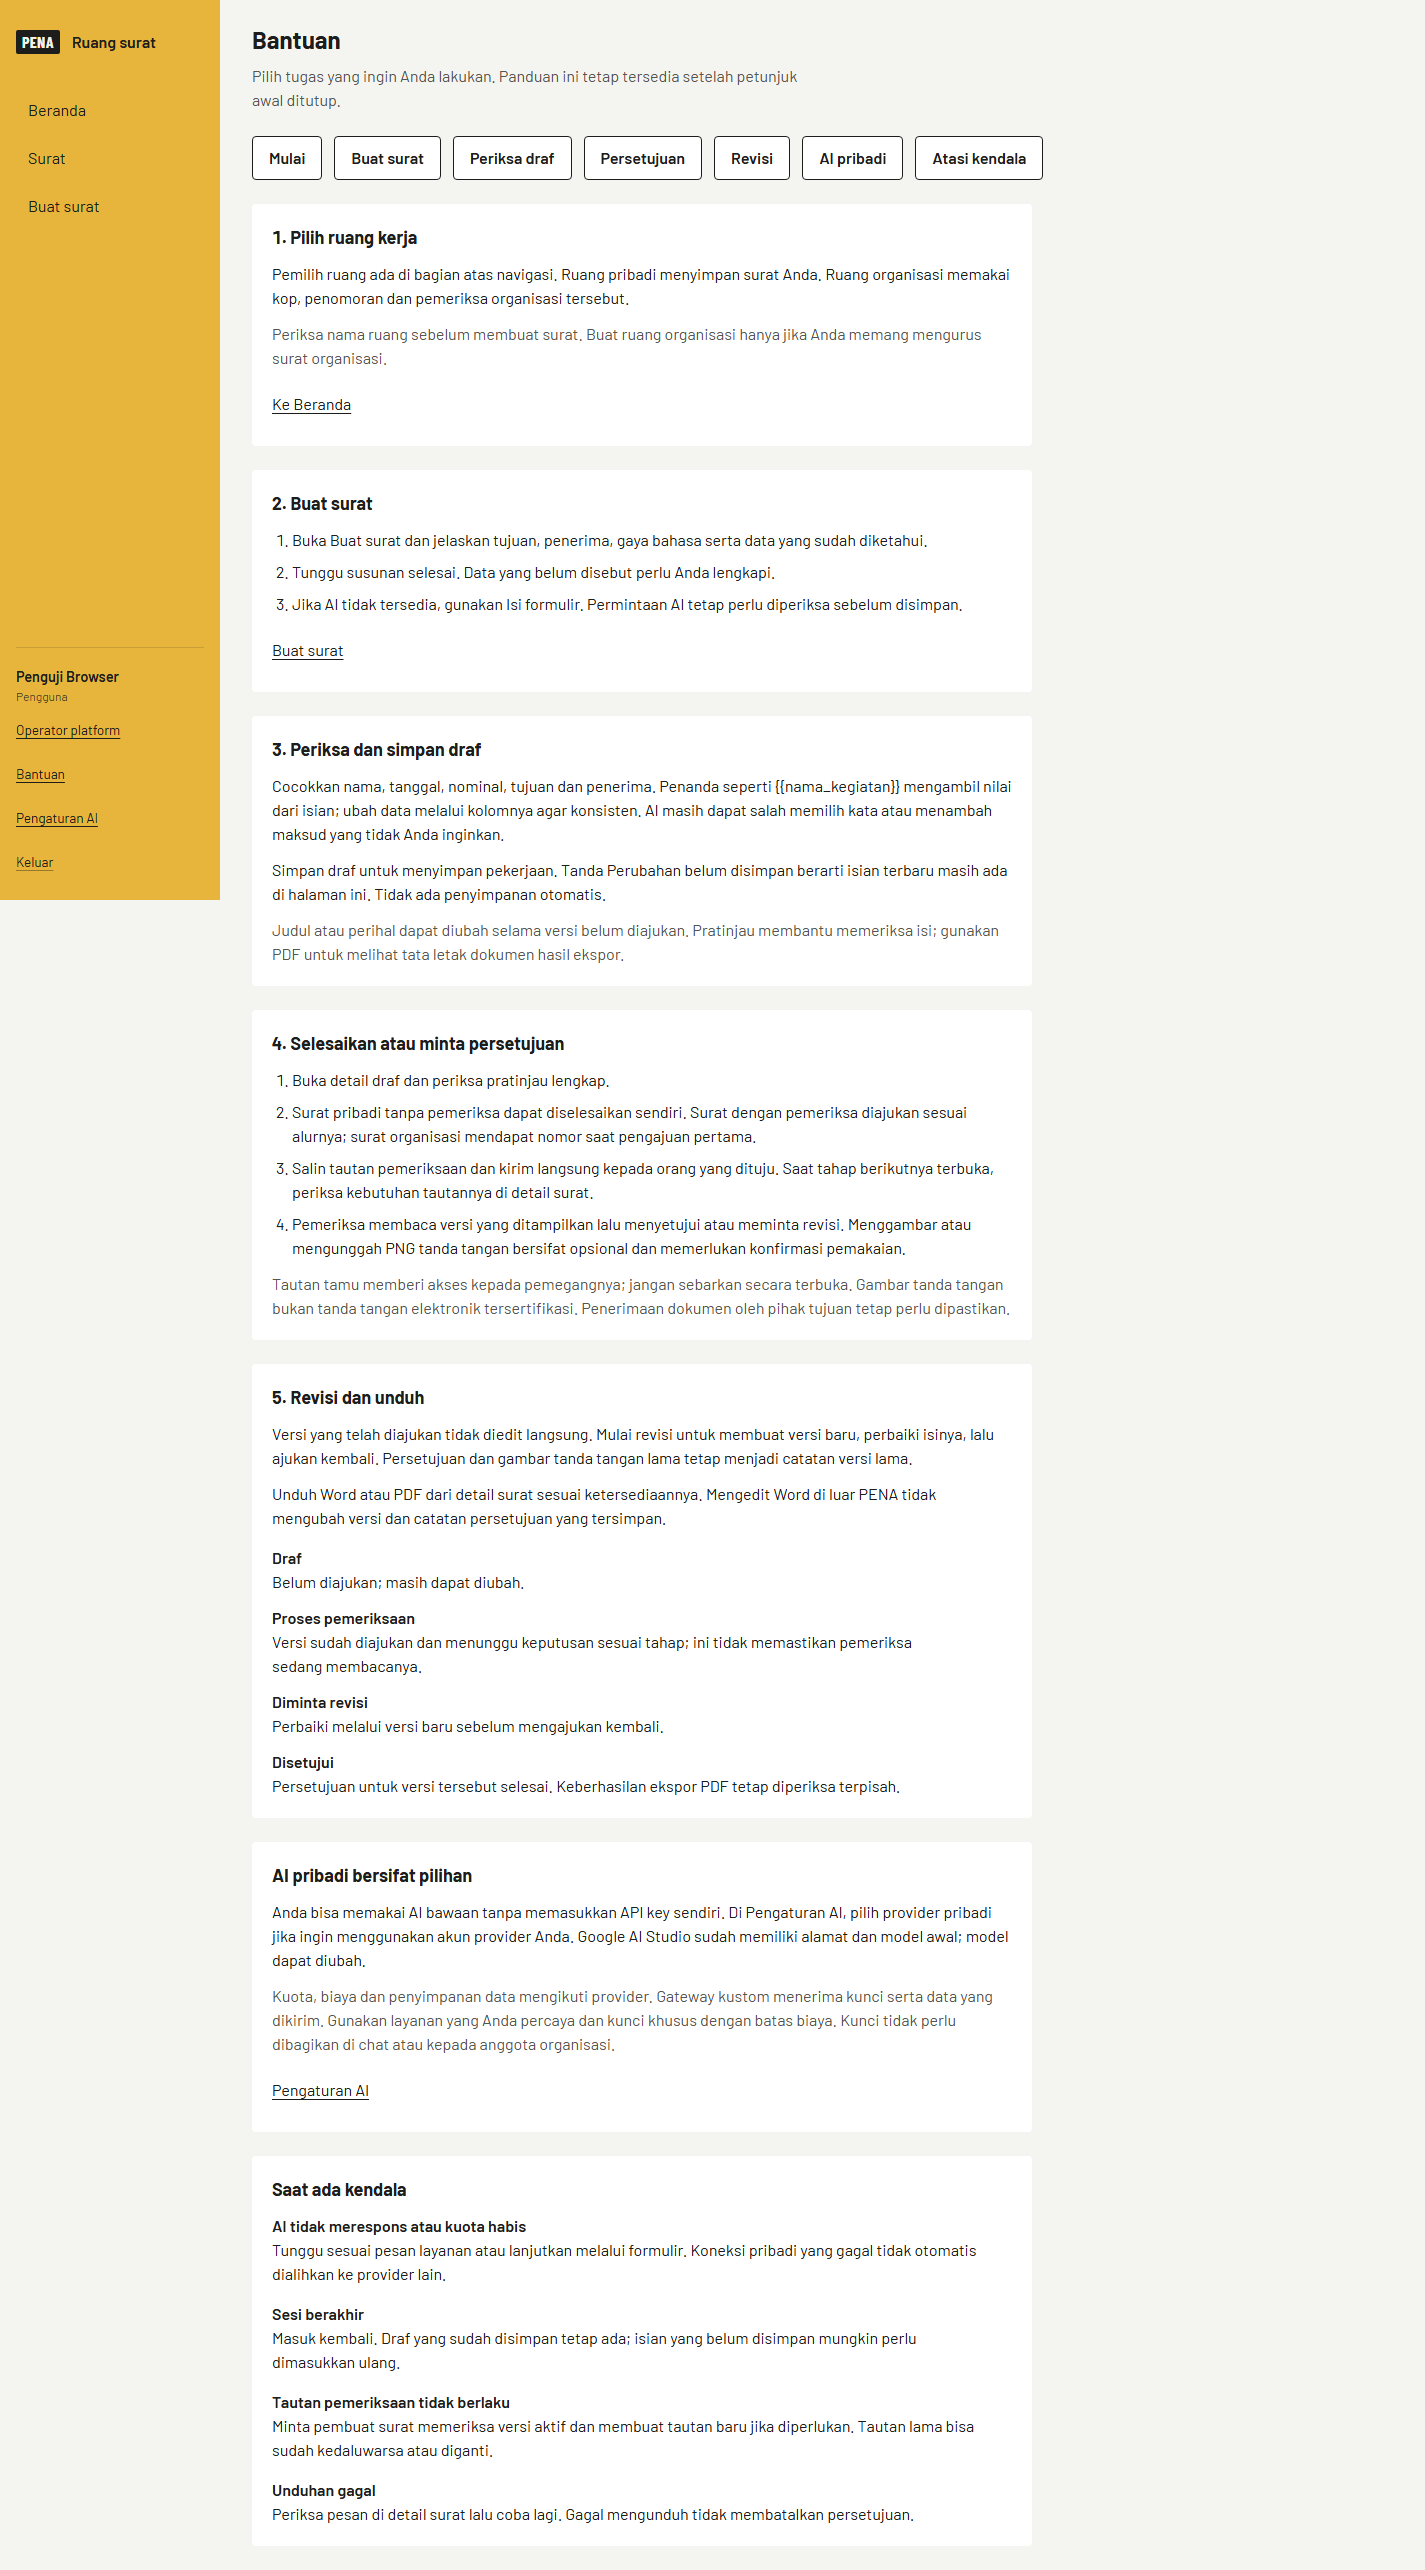 PENA Ruang surat
Beranda
Surat
Buat surat
Penguji Browser
Pengguna
Operator platform
Bantuan
Pengaturan AI
Keluar
Bantuan
Pilih tugas yang ingin Anda lakukan. Panduan ini tetap tersedia setelah petunjuk
awal ditutup.
Mulai Buat surat Periksa draf Persetujuan Revisi AI pribadi Atasi kendala
1. Pilih ruang kerja
Pemilih ruang ada di bagian atas navigasi. Ruang pribadi menyimpan surat Anda. Ruang organisasi memakai
kop, penomoran dan pemeriksa organisasi tersebut.
Periksa nama ruang sebelum membuat surat. Buat ruang organisasi hanya jika Anda memang mengurus
surat organisasi.
Ke Beranda
2. Buat surat
1. Buka Buat surat dan jelaskan tujuan, penerima, gaya bahasa serta data yang sudah diketahui.
2. Tunggu susunan selesai. Data yang belum disebut perlu Anda lengkapi.
3. Jika AI tidak tersedia, gunakan Isi formulir. Permintaan AI tetap perlu diperiksa sebelum disimpan.
Buat surat
3. Periksa dan simpan draf
Cocokkan nama, tanggal, nominal, tujuan dan penerima. Penanda seperti {{nama_kegiatan}} mengambil nilai
dari isian; ubah data melalui kolomnya agar konsisten. AI masih dapat salah memilih kata atau menambah
maksud yang tidak Anda inginkan.
Simpan draf untuk menyimpan pekerjaan. Tanda Perubahan belum disimpan berarti isian terbaru masih ada
di halaman ini. Tidak ada penyimpanan otomatis.
Judul atau perihal dapat diubah selama versi belum diajukan. Pratinjau membantu memeriksa isi; gunakan
PDF untuk melihat tata letak dokumen hasil ekspor.
4. Selesaikan atau minta persetujuan
1. Buka detail draf dan periksa pratinjau lengkap.
2. Surat pribadi tanpa pemeriksa dapat diselesaikan sendiri. Surat dengan pemeriksa diajukan sesuai
alurnya; surat organisasi mendapat nomor saat pengajuan pertama.
3. Salin tautan pemeriksaan dan kirim langsung kepada orang yang dituju. Saat tahap berikutnya terbuka,
periksa kebutuhan tautannya di detail surat.
4. Pemeriksa membaca versi yang ditampilkan lalu menyetujui atau meminta revisi. Menggambar atau
mengunggah PNG tanda tangan bersifat opsional dan memerlukan konfirmasi pemakaian.
Tautan tamu memberi akses kepada pemegangnya; jangan sebarkan secara terbuka. Gambar tanda tangan
bukan tanda tangan elektronik tersertifikasi. Penerimaan dokumen oleh pihak tujuan tetap perlu dipastikan.
5. Revisi dan unduh
Versi yang telah diajukan tidak diedit langsung. Mulai revisi untuk membuat versi baru, perbaiki isinya, lalu
ajukan kembali. Persetujuan dan gambar tanda tangan lama tetap menjadi catatan versi lama.
Unduh Word atau PDF dari detail surat sesuai ketersediaannya. Mengedit Word di luar PENA tidak
mengubah versi dan catatan persetujuan yang tersimpan.
Draf
Belum diajukan; masih dapat diubah.
Proses pemeriksaan
Versi sudah diajukan dan menunggu keputusan sesuai tahap; ini tidak memastikan pemeriksa
sedang membacanya.
Diminta revisi
Perbaiki melalui versi baru sebelum mengajukan kembali.
Disetujui
Persetujuan untuk versi tersebut selesai. Keberhasilan ekspor PDF tetap diperiksa terpisah.
AI pribadi bersifat pilihan
Anda bisa memakai AI bawaan tanpa memasukkan API key sendiri. Di Pengaturan AI, pilih provider pribadi
jika ingin menggunakan akun provider Anda. Google AI Studio sudah memiliki alamat dan model awal; model
dapat diubah.
Kuota, biaya dan penyimpanan data mengikuti provider. Gateway kustom menerima kunci serta data yang
dikirim. Gunakan layanan yang Anda percaya dan kunci khusus dengan batas biaya. Kunci tidak perlu
dibagikan di chat atau kepada anggota organisasi.
Pengaturan AI
Saat ada kendala
AI tidak merespons atau kuota habis
Tunggu sesuai pesan layanan atau lanjutkan melalui formulir. Koneksi pribadi yang gagal tidak otomatis
dialihkan ke provider lain.
Sesi berakhir
Masuk kembali. Draf yang sudah disimpan tetap ada; isian yang belum disimpan mungkin perlu
dimasukkan ulang.
Tautan pemeriksaan tidak berlaku
Minta pembuat surat memeriksa versi aktif dan membuat tautan baru jika diperlukan. Tautan lama bisa
sudah kedaluwarsa atau diganti.
Unduhan gagal
Periksa pesan di detail surat lalu coba lagi. Gagal mengunduh tidak membatalkan persetujuan.